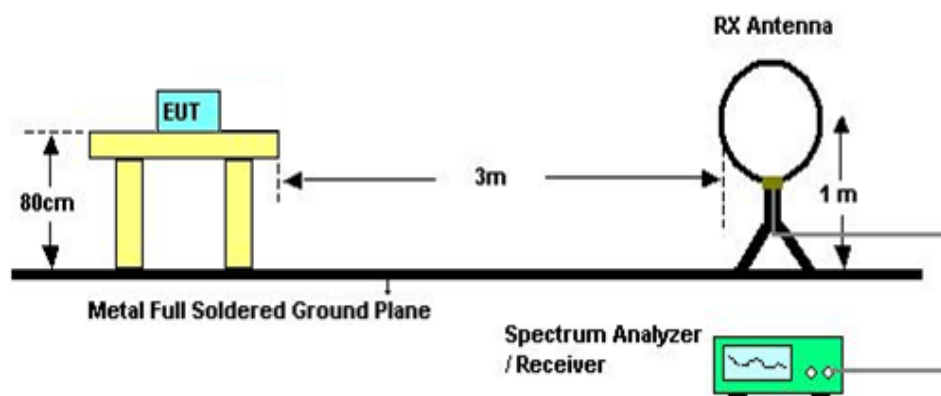 RX Antenna
EUT
80cm
3m
1 m
Metal Full Soldered Ground Plane
Spectrum Analyzer
/ Receiver